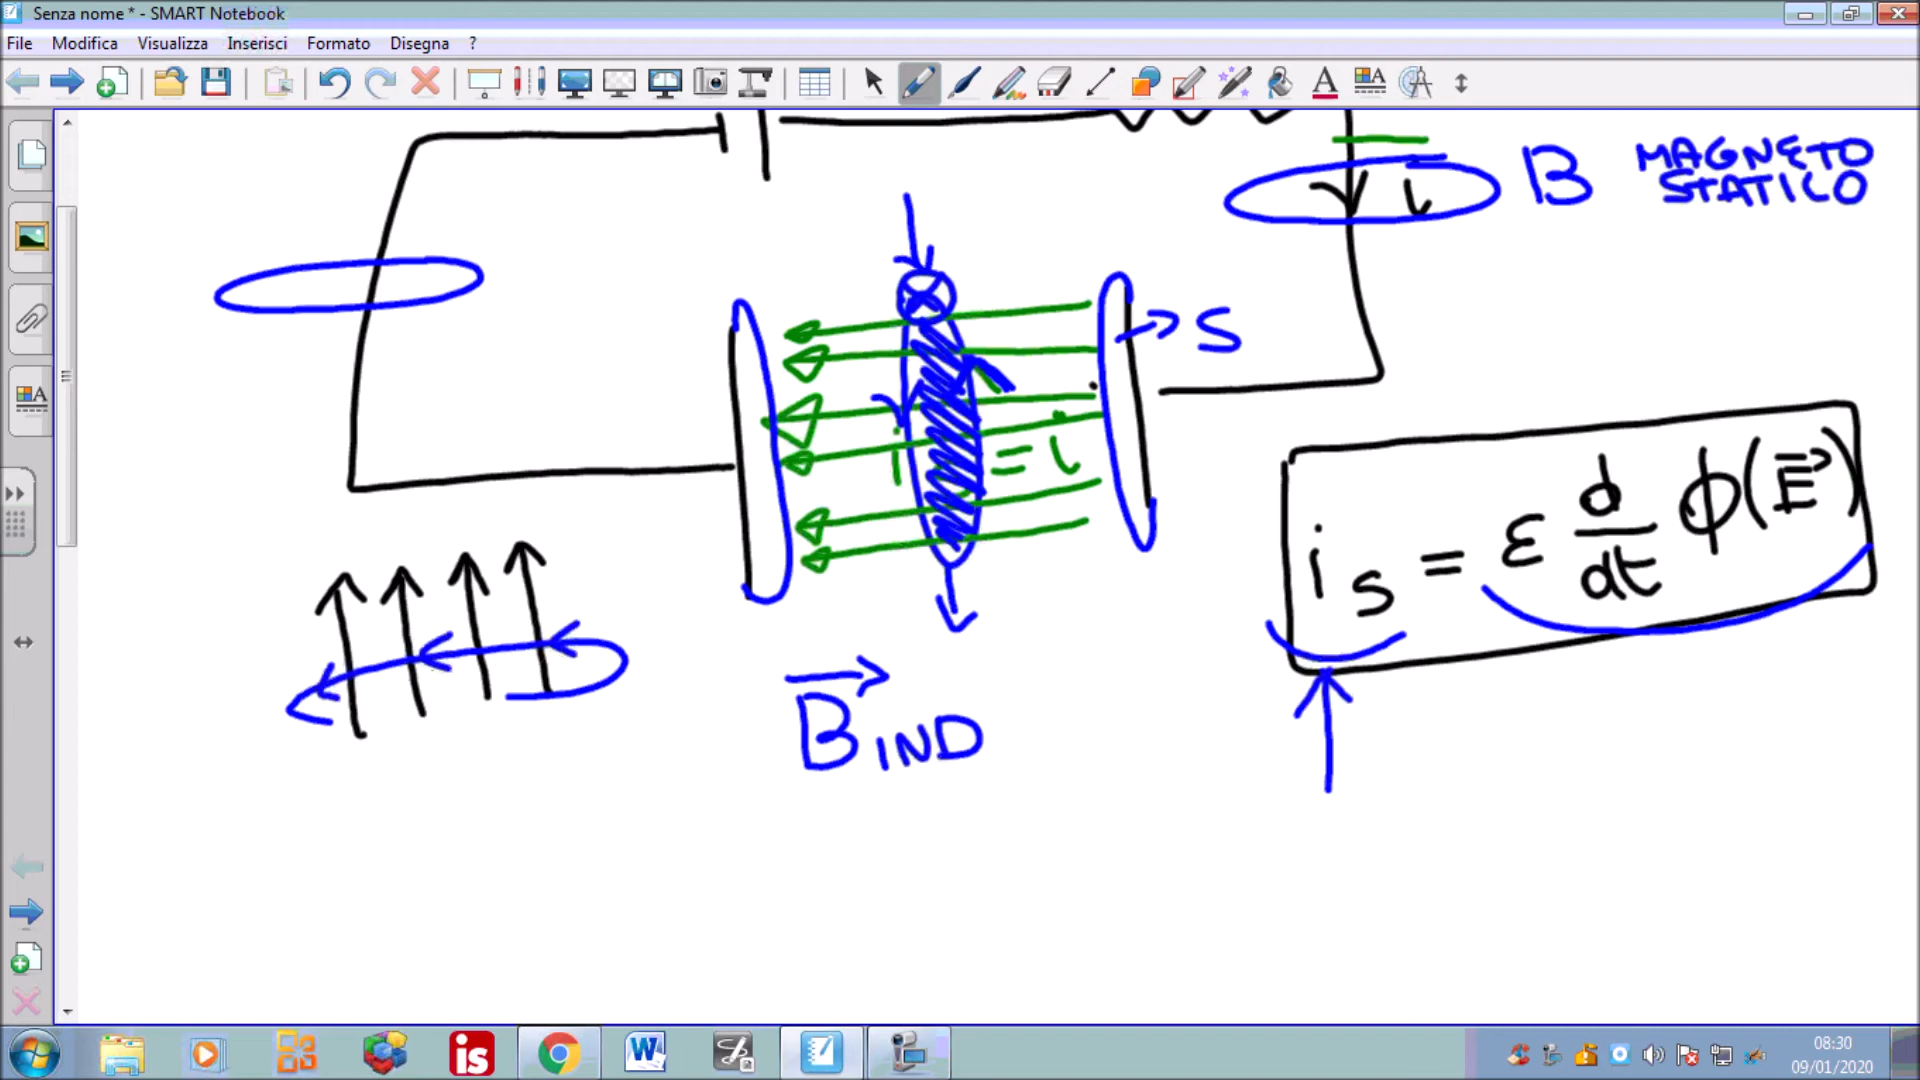 Senza nome * - SMART Notebook
File Modifica Visualizza Inserisci Formato Disegna ?
B MAGNETO
STATICO
i
S
i = i
i_S = ε d/dt φ(E⃗)
B⃗ IND
is
W
08:30
09/01/2020